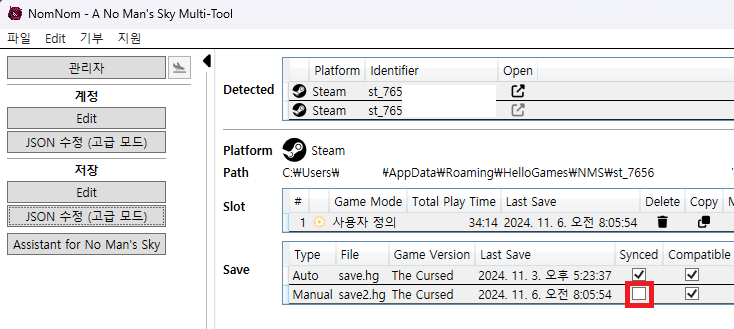 NomNom - A No Man's Sky Multi-Tool
파일 Edit 기부 지원
관리자
계정
Edit
JSON 수정 (고급 모드)
저장
Edit
JSON 수정 (고급 모드)
Assistant for No Man's Sky
Detected
Platform Identifier Open
Steam st_765
Steam st_765
Platform Steam
Path C:₩Users₩ ₩AppData₩Roaming₩HelloGames₩NMS₩st_7656
Slot
# Game Mode Total Play Time Last Save Delete Copy M
1 사용자 정의 34:14 2024. 11. 6. 오전 8:05:54
Save
Type File Game Version Last Save Synced Compatible
Auto save.hg The Cursed 2024. 11. 3. 오후 5:23:37
Manual save2.hg The Cursed 2024. 11. 6. 오전 8:05:54